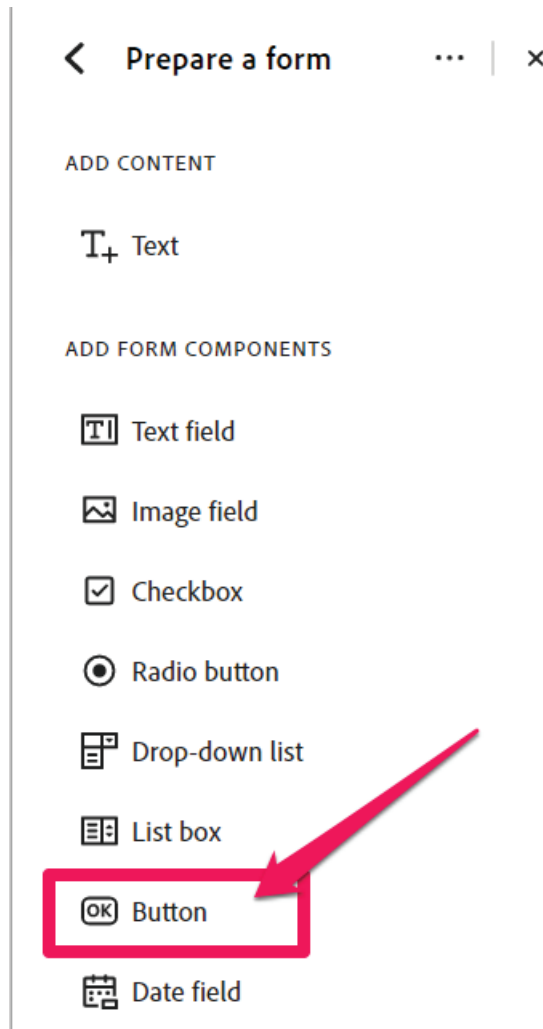 Prepare a form
ADD CONTENT
Text
ADD FORM COMPONENTS
Text field
Image field
Checkbox
Radio button
Drop-down list
List box
OK Button
Date field